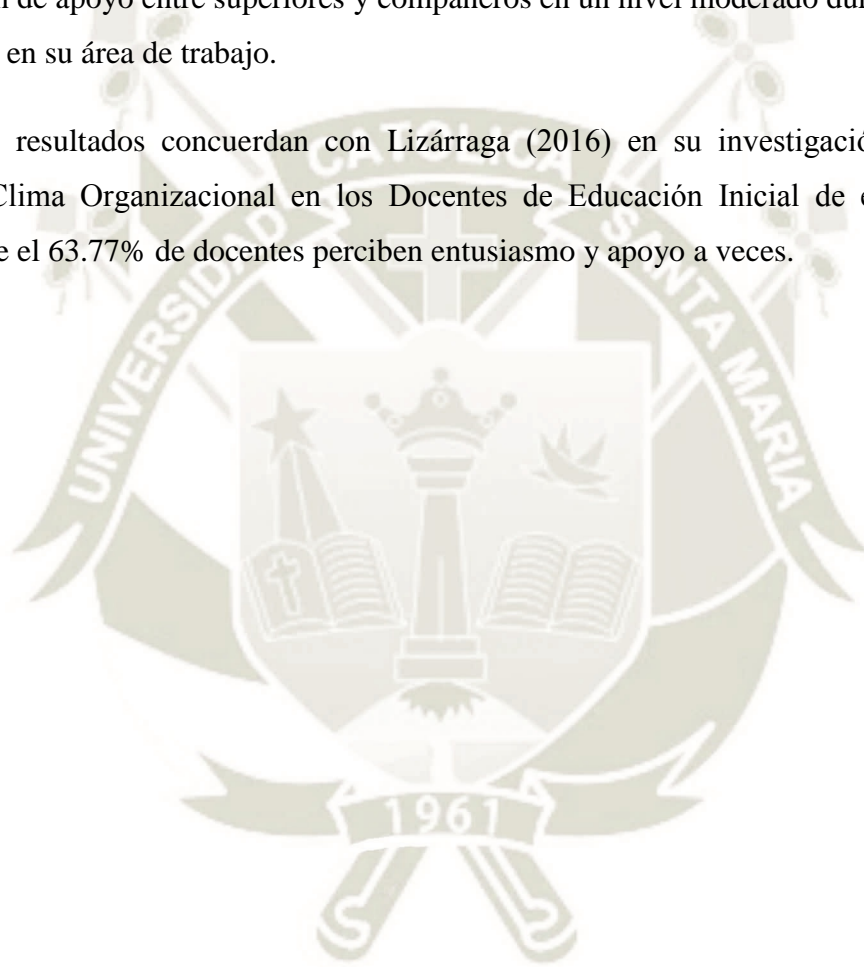 de apoyo entre superiores y compañeros en un nivel moderado
en su área de trabajo.
resultados concuerdan con Lizárraga (2016) en su
Clima Organizacional en los Docentes de Educación Inicial de
el 63.77% de docentes perciben entusiasmo y apoyo a veces.
UNIVERSIDAD CATOLICA SANTA MARIA
1961